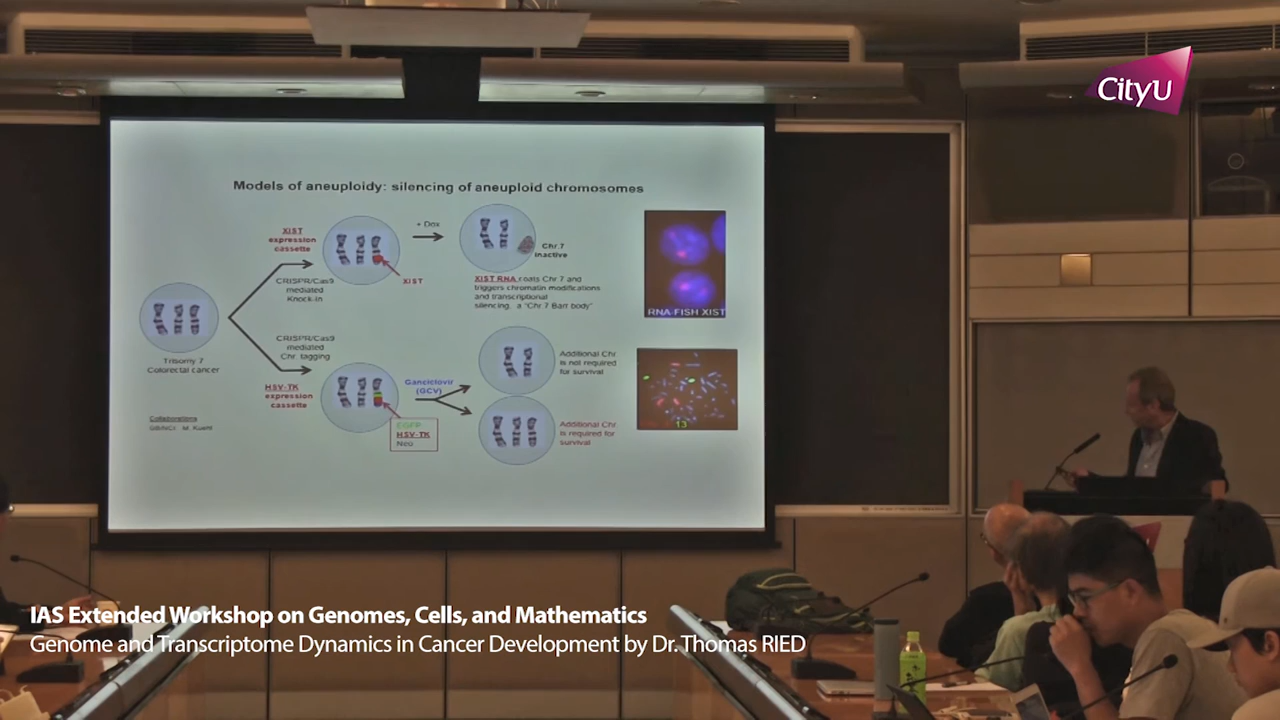 CityU
Models of aneuploidy: silencing of aneuploid chromosomes
XIST
expression
cassette
CRISPR/Cas9
mediated
Knock-in
XIST
+ Dox
Chr.7
inactive
XIST RNA coats Chr 7 and
triggers chromatin modifications
and transcriptional
silencing, a "Chr 7 Barr body"
RNA-FISH XIST
Trisomy 7
Colorectal cancer
CRISPR/Cas9
mediated
Chr. tagging
HSV-TK
expression
cassette
EGFP
HSV-TK
Neo
Ganciclovir
(GCV)
Additional Chr
is not required
for survival
Additional Chr
is required for
survival
13
Collaborations
M. Kuehl
IAS Extended Workshop on Genomes, Cells, and Mathematics
Genome and Transcriptome Dynamics in Cancer Development by Dr. Thomas RIED